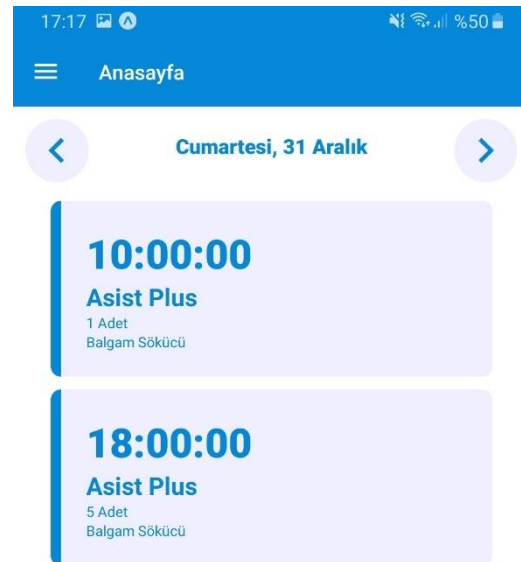 17:17 %50
Anasayfa
Cumartesi, 31 Aralık
10:00:00
Asist Plus
1 Adet
Balgam Sökücü
18:00:00
Asist Plus
5 Adet
Balgam Sökücü